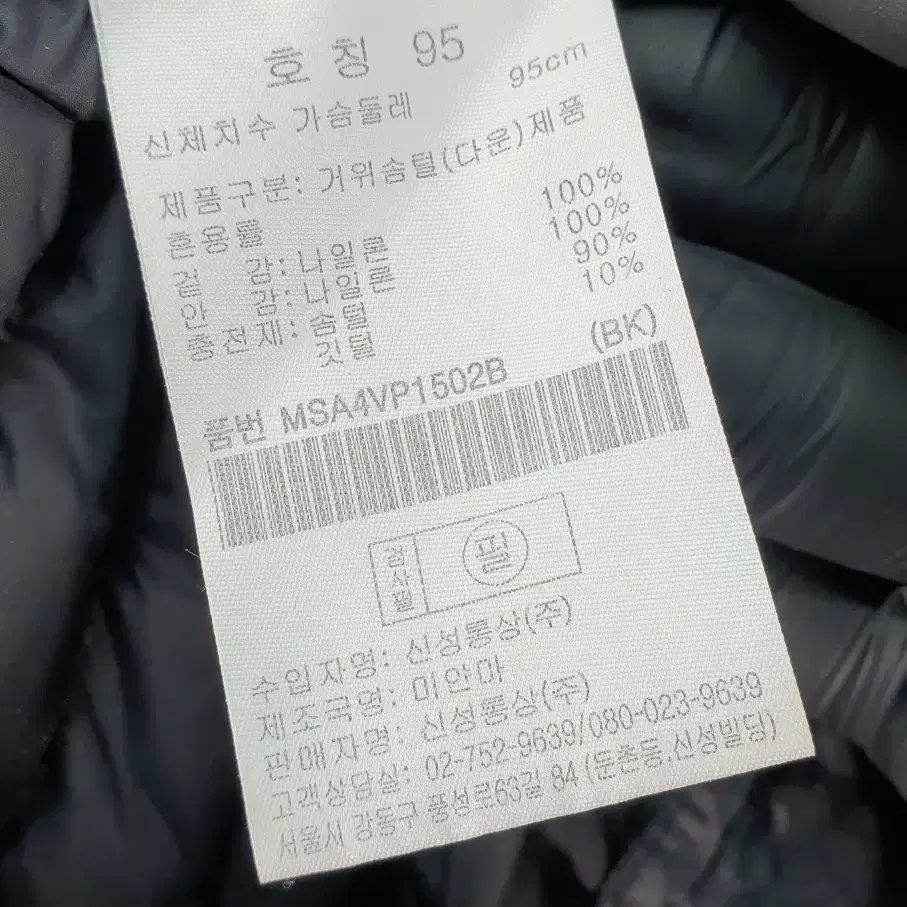 호칭 95
신체치수 가슴둘레 95cm
제품구분: 거위솜털(다운)제품
혼용률
겉 감: 나일론 100%
안 감: 나일론 100%
충전재: 솜털 90%
깃털 10%
품번 MSA4VP1502B (BK)
검사필 필
수입자명: 신성통상(주)
제조국명: 미얀마
판매자명: 신성통상(주)
고객상담실: 02-752-9639/080-023-9639
서울시 강동구 풍성로63길 84 (둔촌동,신성빌딩)